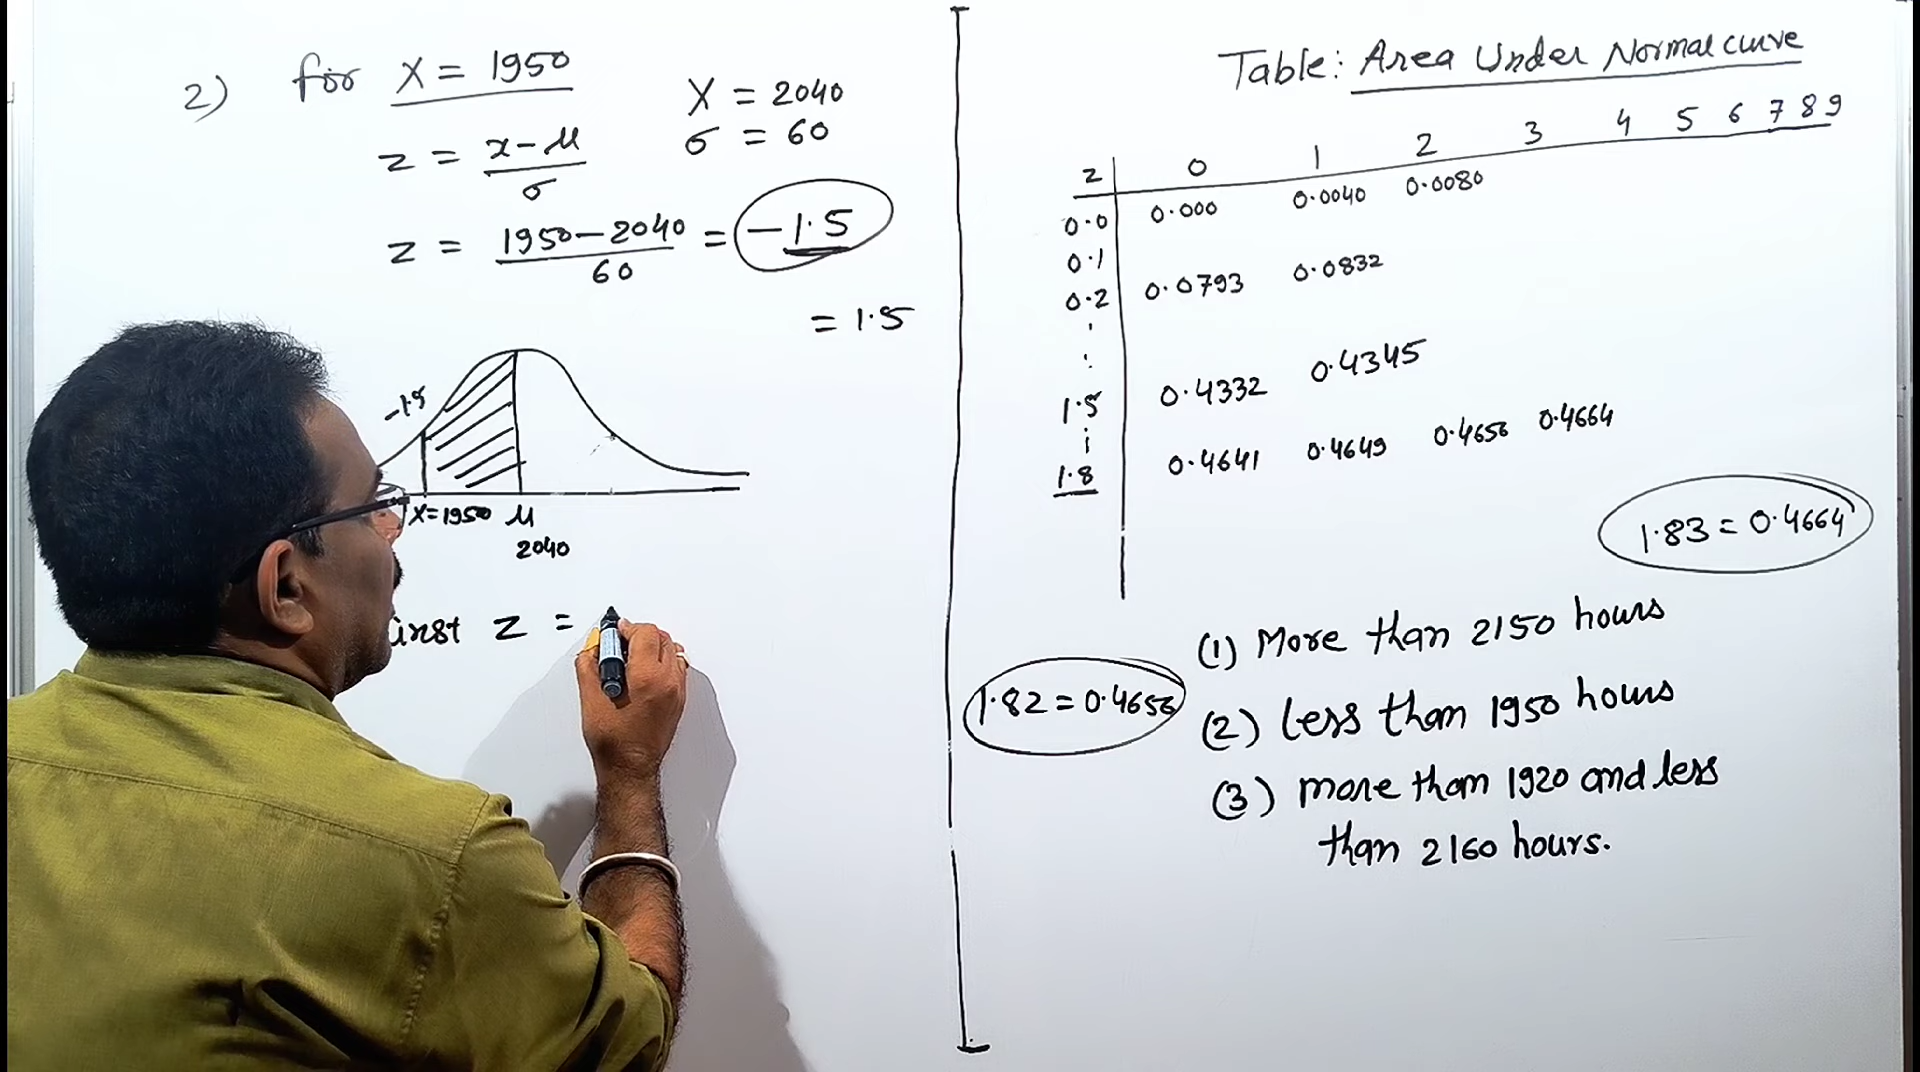 2) for X = 1950
X = 2040
σ = 60
z = x-μ / σ
z = 1950-2040 / 60 = -1.5
= 1.5
-1.5
X=1950 μ
2040
inst z =
Table: Area Under Normal curve
z 0 1 2 3 4 5 6 7 8 9
0.0 0.000 0.0040 0.0080
0.1
0.2 0.0793 0.0832
1.5 0.4332 0.4345
1.8 0.4641 0.4649 0.4656 0.4664
1.83 = 0.4664
1.82 = 0.4656
(1) More than 2150 hours
(2) less than 1950 hours
(3) more than 1920 and less
than 2160 hours.